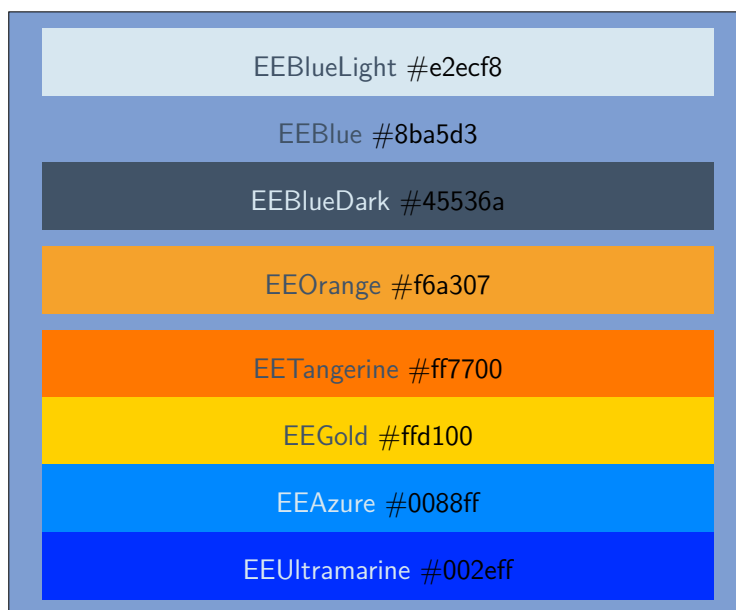 EEBlueLight #e2ecf8
EEBlue #8ba5d3
EEBlueDark #45536a
EEOrange #f6a307
EETangerine #ff7700
EEGold #ffd100
EEAzure #0088ff
EEUltramarine #002eff